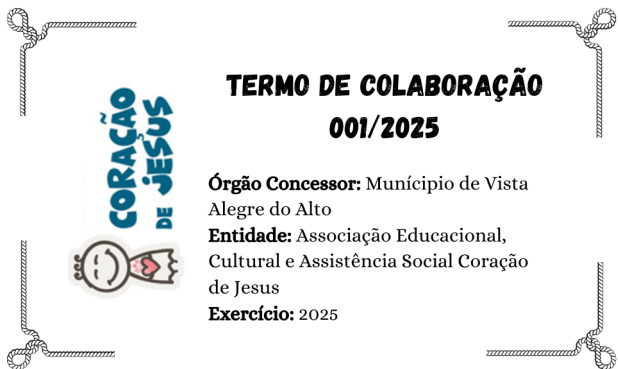 CORAÇÃO
DE JESUS
TERMO DE COLABORAÇÃO
001/2025
Órgão Concessor: Munícipio de Vista
Alegre do Alto
Entidade: Associação Educacional,
Cultural e Assistência Social Coração
de Jesus
Exercício: 2025